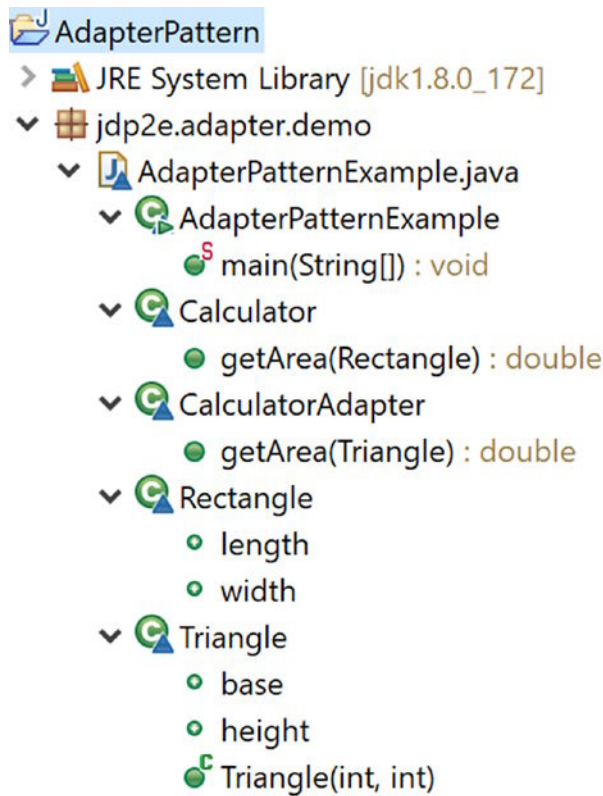 AdapterPattern
JRE System Library [jdk1.8.0_172]
jdp2e.adapter.demo
AdapterPatternExample.java
AdapterPatternExample
main(String[]) : void
Calculator
getArea(Rectangle) : double
CalculatorAdapter
getArea(Triangle) : double
Rectangle
length
width
Triangle
base
height
Triangle(int, int)